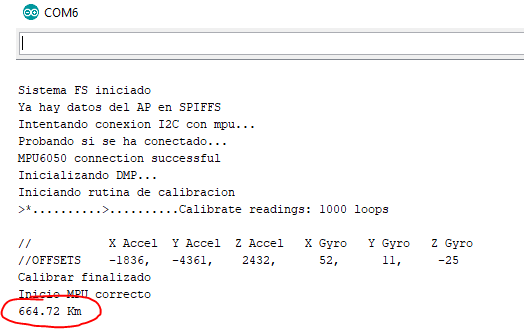 COM6
Sistema FS iniciado
Ya hay datos del AP en SPIFFS
Intentando conexion I2C con mpu...
Probando si se ha conectado...
MPU6050 connection successful
Inicializando DMP...
Iniciando rutina de calibracion
>*..........>..........Calibrate readings: 1000 loops
// X Accel Y Accel Z Accel X Gyro Y Gyro Z Gyro
//OFFSETS -1836, -4361, 2432, 52, 11, -25
Calibrar finalizado
Inicio MPU correcto
664.72 Km